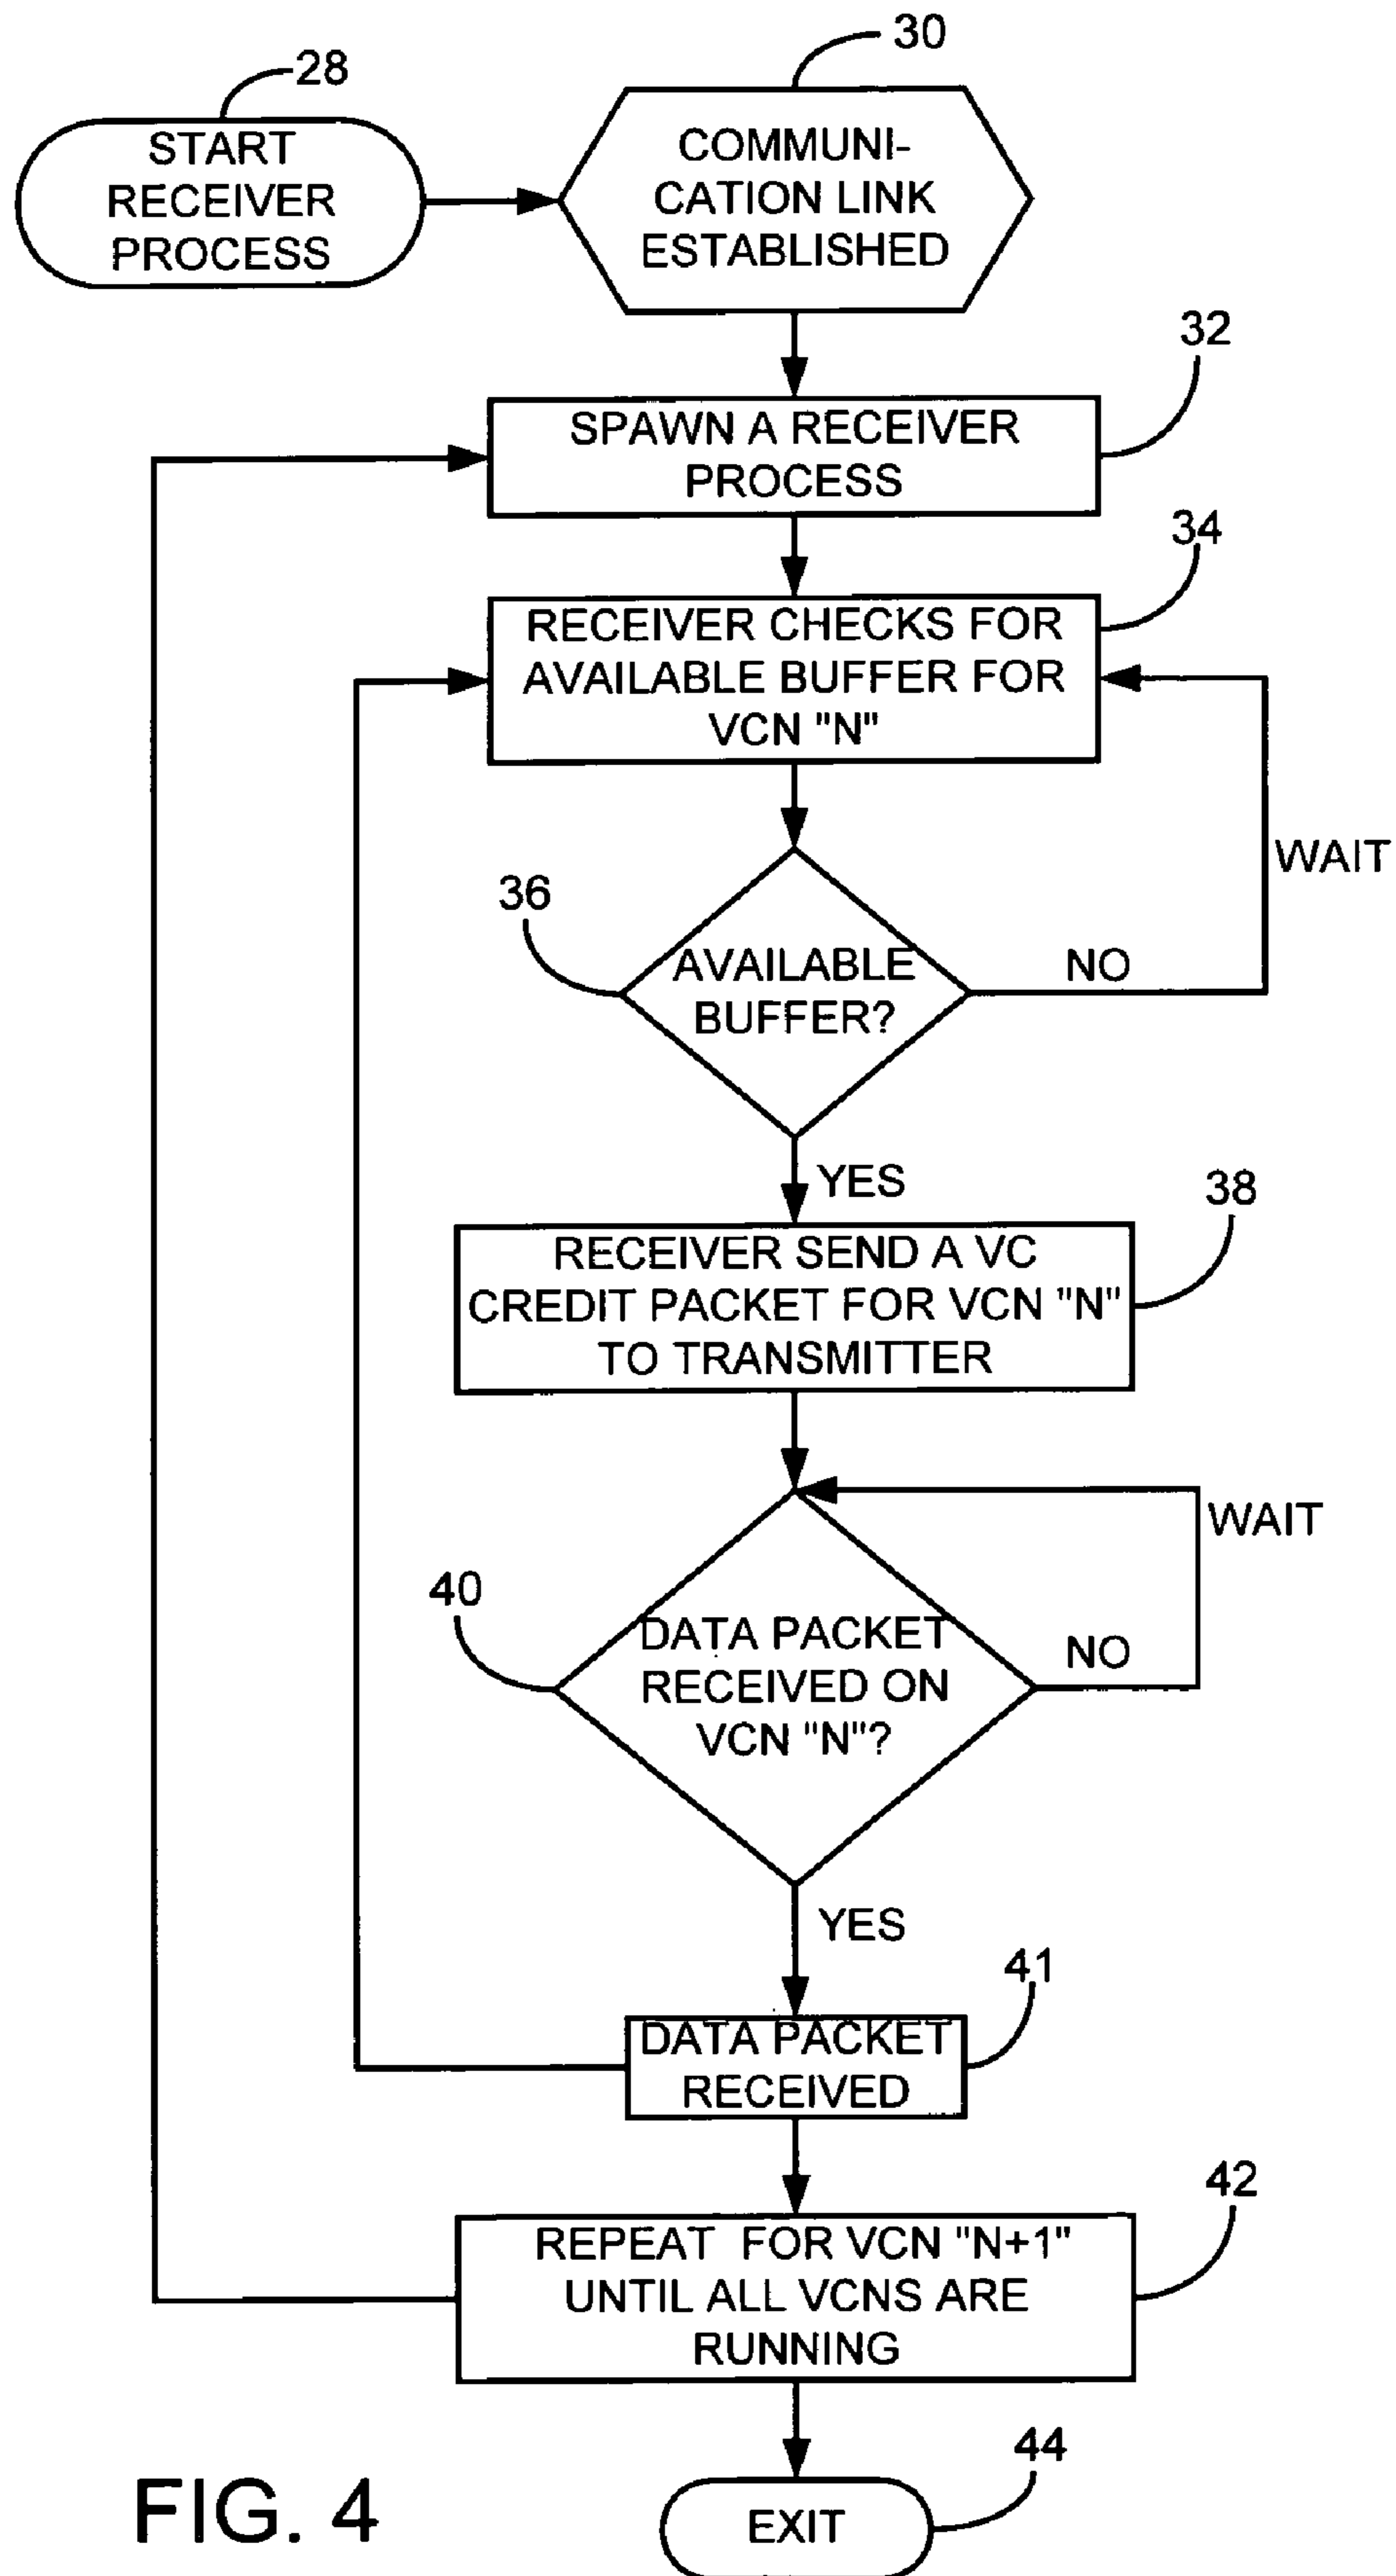 30
28
START
RECEIVER
PROCESS
COMMUNI-
CATION LINK
ESTABLISHED
32
SPAWN A RECEIVER
PROCESS
34
RECEIVER CHECKS FOR
AVAILABLE BUFFER FOR
VCN "N"
WAIT
36
AVAILABLE
BUFFER?
NO
YES
38
RECEIVER SEND A VC
CREDIT PACKET FOR VCN "N"
TO TRANSMITTER
WAIT
40
DATA PACKET
RECEIVED ON
VCN "N"?
NO
YES
41
DATA PACKET
RECEIVED
42
REPEAT FOR VCN "N+1"
UNTIL ALL VCNS ARE
RUNNING
44
EXIT
FIG. 4